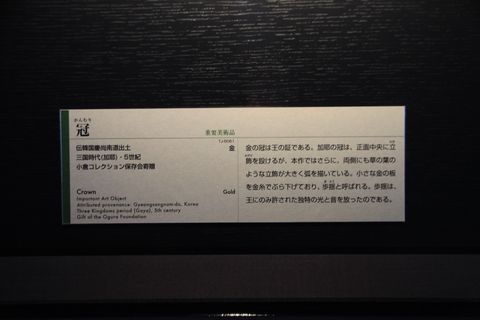 かんむり
冠
重要美術品
TJ-5061
伝韓国慶尚南道出土
金
三国時代(加耶)・5世紀
小倉コレクション保存会寄贈
Crown
Gold
Important Art Object
Attributed provenance: Gyeongsangnam-do, Korea
Three Kingdoms period (Gaya), 5th century
Gift of the Ogura Foundation
金の冠は王の証である。加耶の冠は、正面中央に立
飾を設けるが、本作ではさらに、両側にも草の葉の
ような立飾が大きく弧を描いている。小さな金の板
を金糸でぶら下げており、歩揺と呼ばれる。歩揺は、
王にのみ許された独特の光と音を放ったのである。